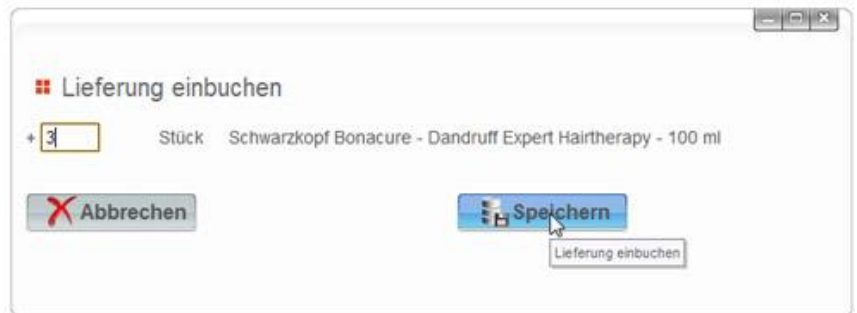 Lieferung einbuchen
+ 3 Stück Schwarzkopf Bonacure - Dandruff Expert Hairtherapy - 100 ml
Abbrechen Speichern
Lieferung einbuchen